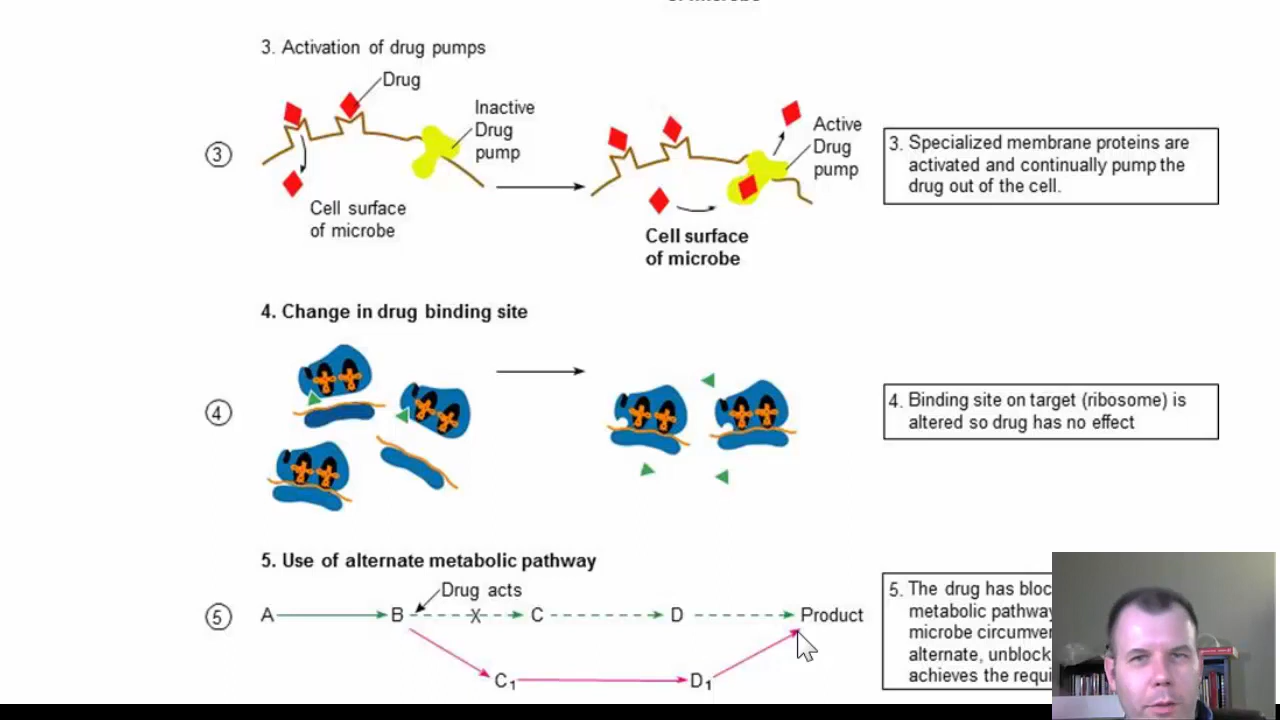 3. Activation of drug pumps
Drug
Inactive
Drug
pump
Cell surface
of microbe
3
Active
Drug
pump
Cell surface
of microbe
3. Specialized membrane proteins are
activated and continually pump the
drug out of the cell.
4. Change in drug binding site
4
4. Binding site on target (ribosome) is
altered so drug has no effect
5. Use of alternate metabolic pathway
Drug acts
5
A B X C D Product
C1 D1
5. The drug has bloc
metabolic pathway
microbe circumve
alternate, unblock
achieves the requi